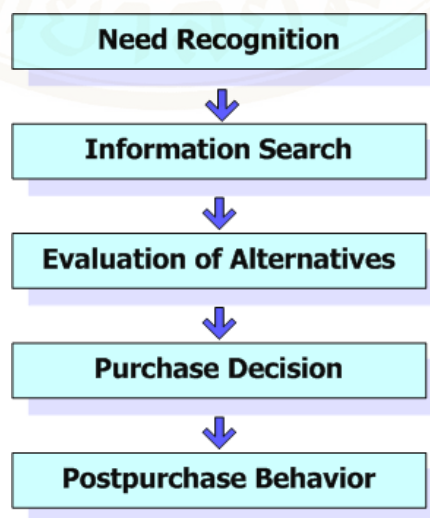 Need Recognition
Information Search
Evaluation of Alternatives
Purchase Decision
Postpurchase Behavior